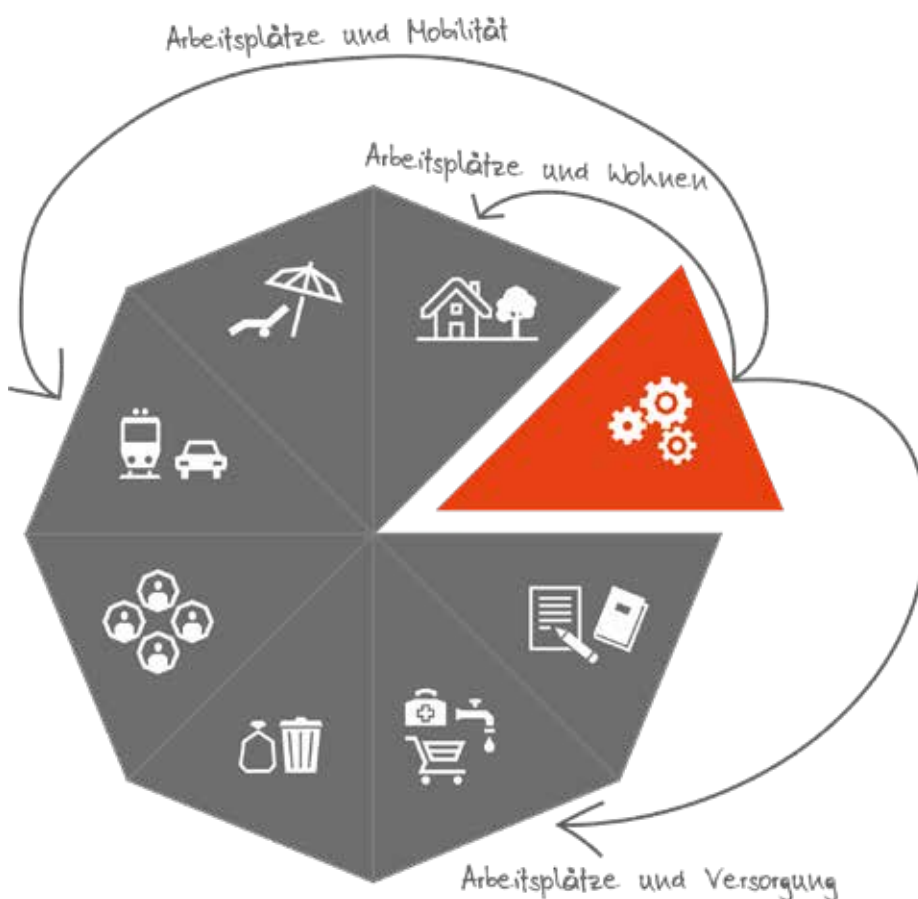 Arbeitsplätze und Mobilität
Arbeitsplätze und Wohnen
Arbeitsplätze und Versorgung